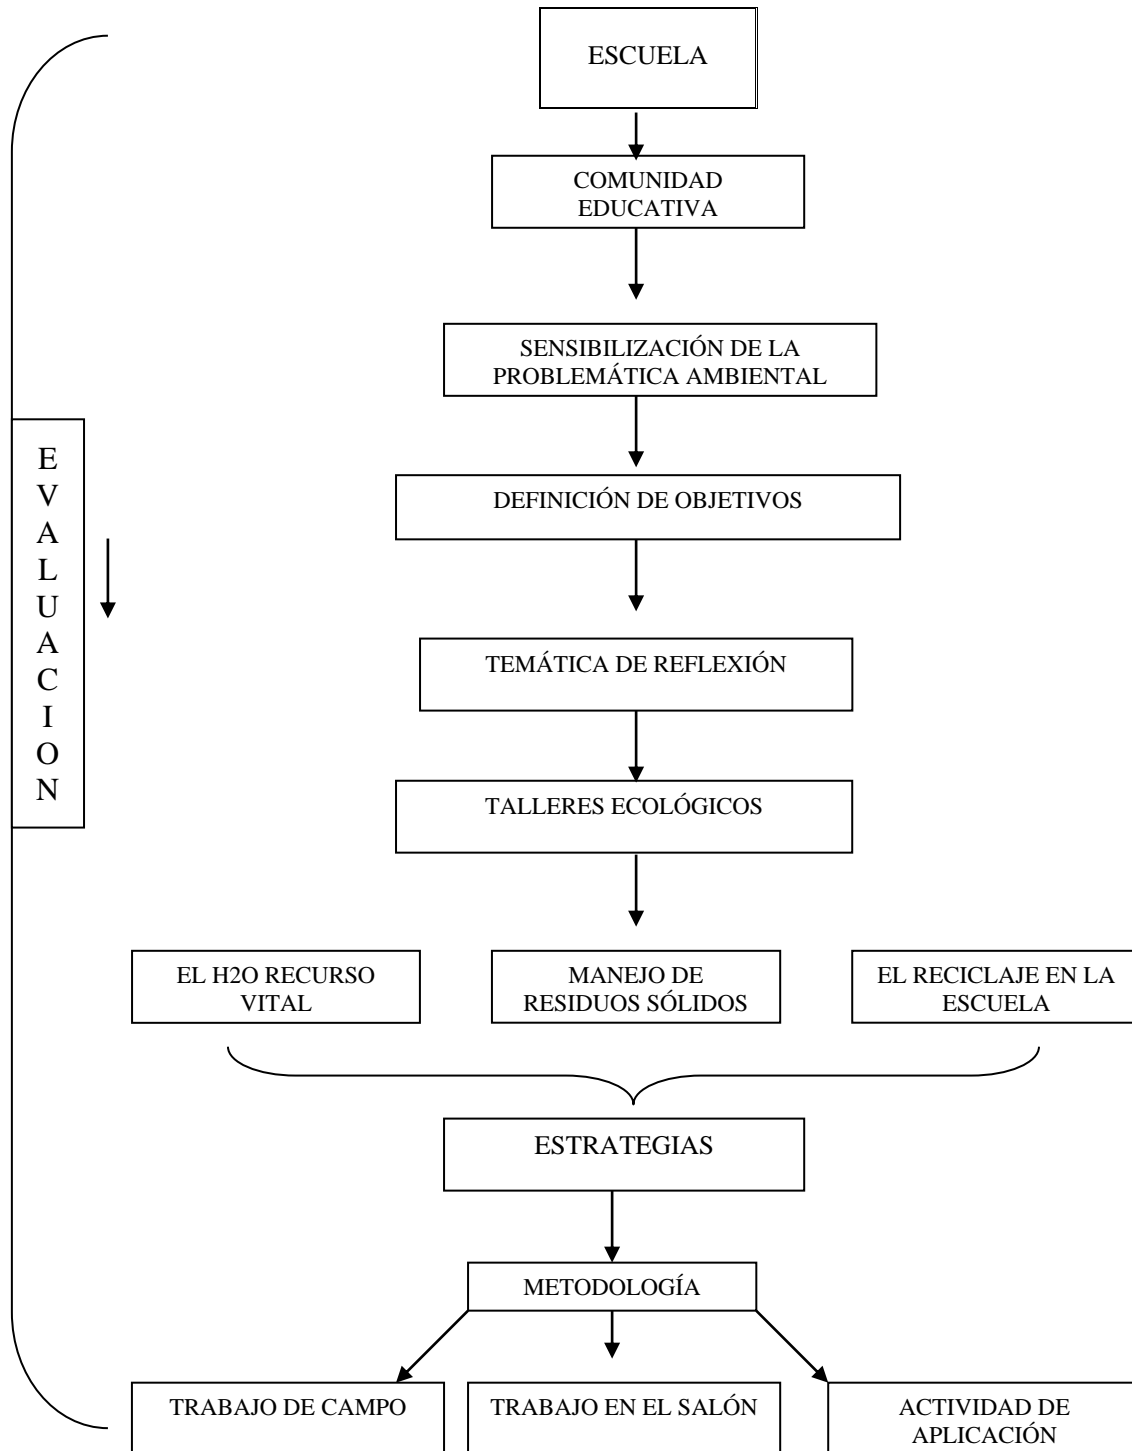 ESCUELA
COMUNIDAD
EDUCATIVA
SENSIBILIZACIÓN DE LA
PROBLEMÁTICA AMBIENTAL
DEFINICIÓN DE OBJETIVOS
TEMÁTICA DE REFLEXIÓN
TALLERES ECOLÓGICOS
EL H2O RECURSO
VITAL
MANEJO DE
RESIDUOS SÓLIDOS
EL RECICLAJE EN LA
ESCUELA
ESTRATEGIAS
METODOLOGÍA
TRABAJO DE CAMPO
TRABAJO EN EL SALÓN
ACTIVIDAD DE
APLICACIÓN
EVALUACION